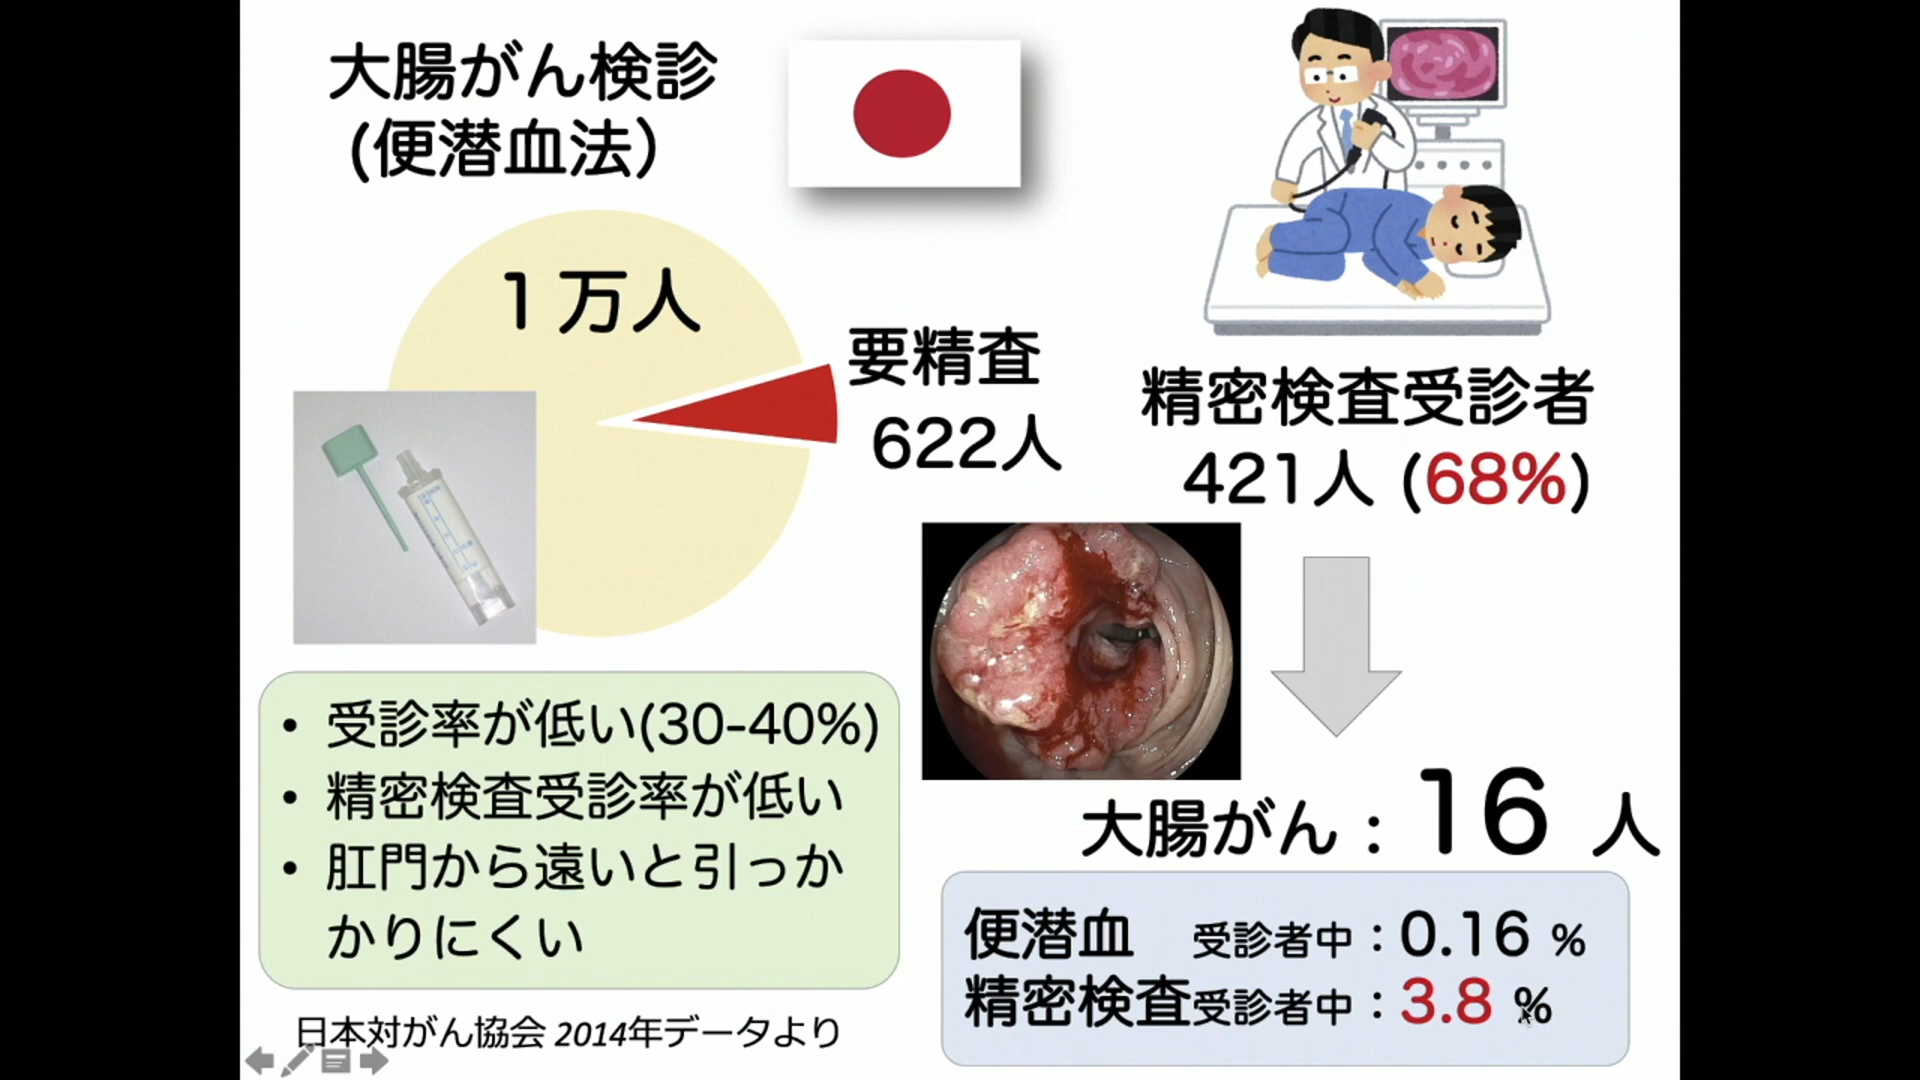 大腸がん検診
(便潜血法）
１万人
要精査
622人
精密検査受診者
421人 (68%)
大腸がん : 16 人
• 受診率が低い(30-40%)
• 精密検査受診率が低い
• 肛門から遠いと引っか
かりにくい
便潜血 受診者中：0.16 %
精密検査受診者中：3.8 %
日本対がん協会 2014年データより